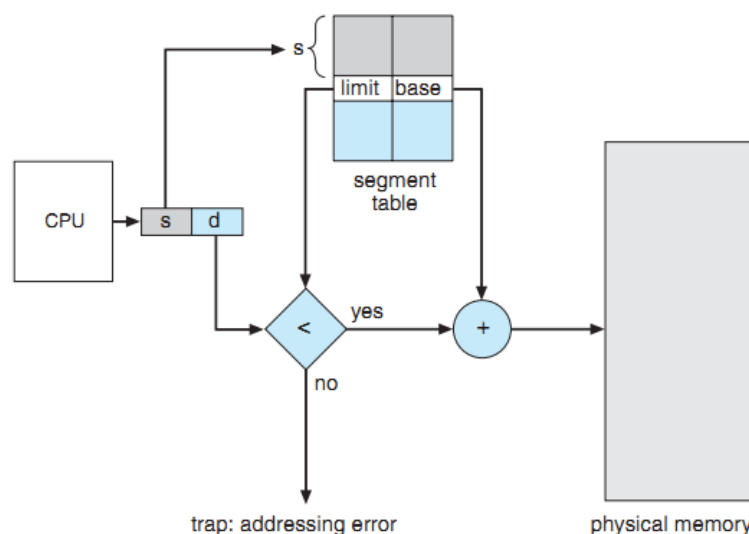 s
limit base
segment
table
CPU
s d
<
yes
+
no
trap: addressing error
physical memory